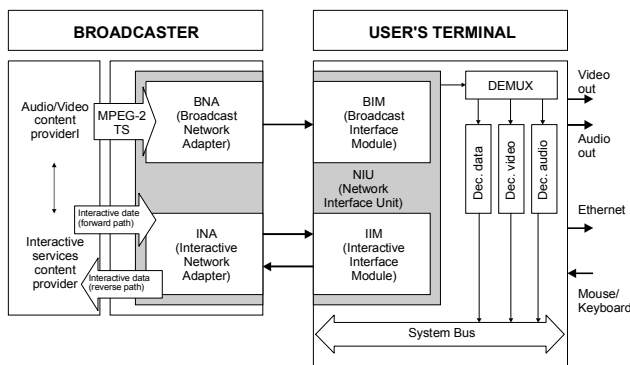 BROADCASTER
USER'S TERMINAL
Audio/Video
content
providerI
MPEG-2
TS
BNA
(Broadcast
Network
Adapter)
BIM
(Broadcast
Interface
Module)
DEMUX
Dec. data
Dec. video
Dec. audio
Video
out
Audio
out
NIU
(Network
Interface Unit)
Ethernet
Interactive date
(forward path)
Interactive
services
content
provider
Interactive data
(reverse path)
INA
(Interactive
Network
Adapter)
IIM
(Interactive
Interface
Module)
Mouse/
Keyboard
System Bus